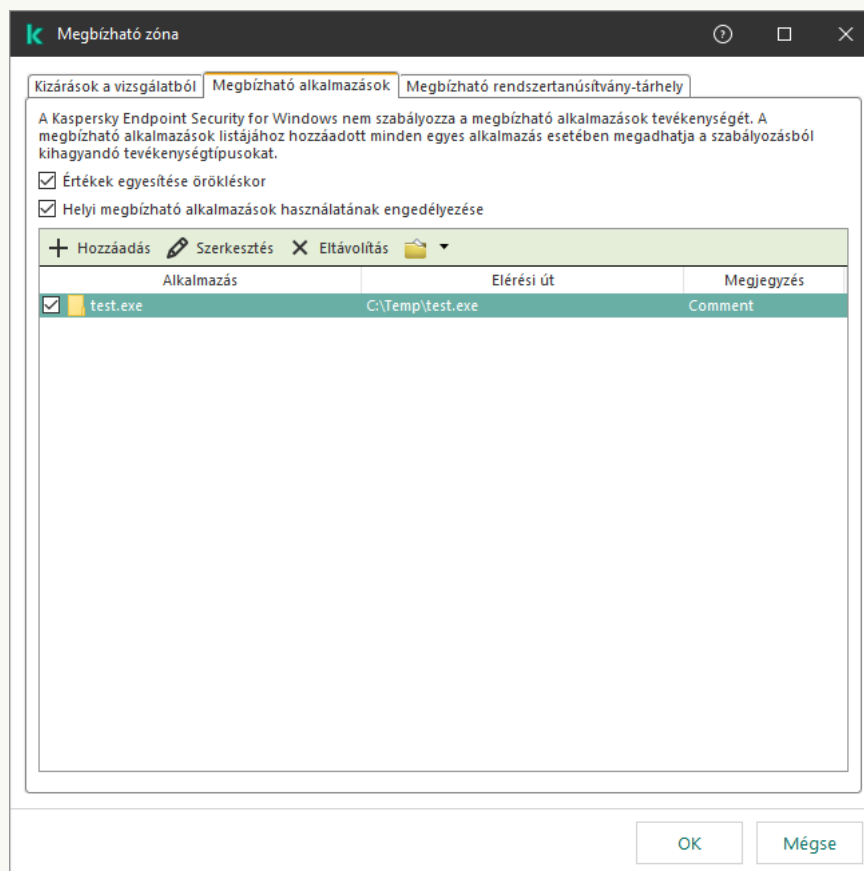 Megbízható zóna
Kizárások a vizsgálatból Megbízható alkalmazások Megbízható rendszertanúsítvány-tárhely
A Kaspersky Endpoint Security for Windows nem szabályozza a megbízható alkalmazások tevékenységét. A
megbízható alkalmazások listájához hozzáadott minden egyes alkalmazás esetében megadhatja a szabályozásból
kihagyandó tevékenységtípusokat.
Értékek egyesítése örökléskor
Helyi megbízható alkalmazások használatának engedélyezése
Hozzáadás Szerkesztés Eltávolítás
Alkalmazás Elérési út Megjegyzés
test.exe C:\Temp\test.exe Comment
OK Mégse